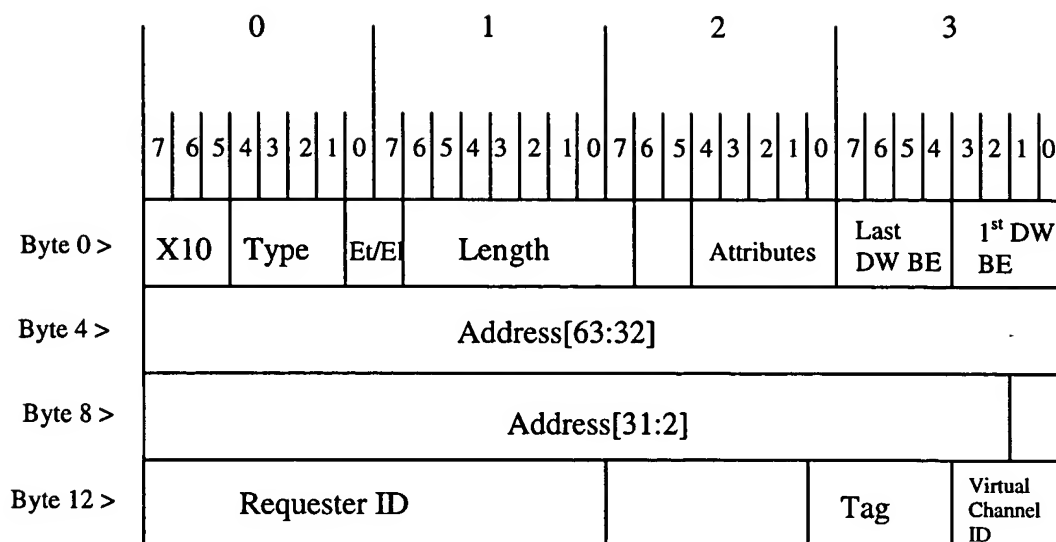 0 1 2 3
7 6 5 4 3 2 1 0 7 6 5 4 3 2 1 0 7 6 5 4 3 2 1 0 7 6 5 4 3 2 1 0
Byte 0 > X10 Type Et/El Length Attributes Last DW BE 1st DW BE
Byte 4 > Address[63:32]
Byte 8 > Address[31:2]
Byte 12 > Requester ID Tag Virtual Channel ID